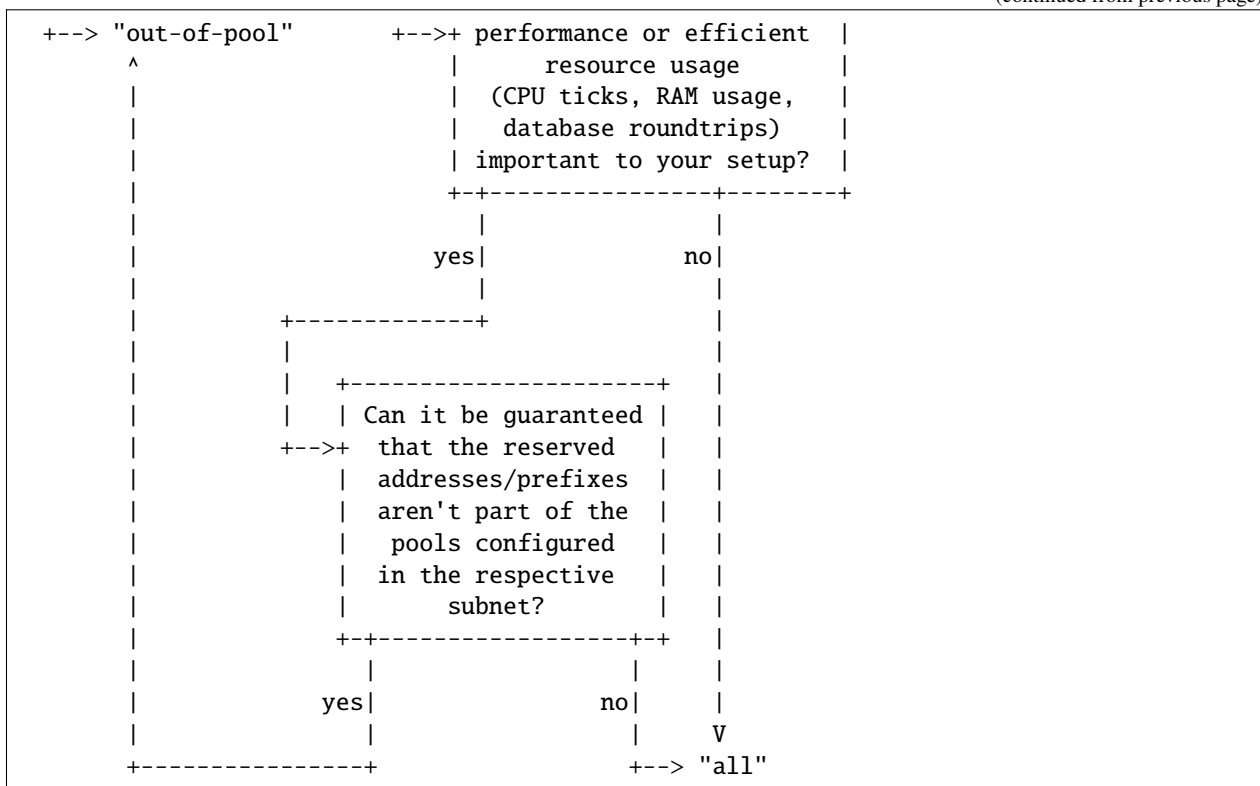 (continued from previous page)
+--> "out-of-pool"        +-->+ performance or efficient  |
       ^                      |       resource usage        |
       |                      |  (CPU ticks, RAM usage,   |
       |                      |   database roundtrips)    |
       |                      | important to your setup?  |
       |                      +-+----------------+--------+
       |                        |                |
       |                     yes|              no|
       |                        |                |
       |           +-------------+                |
       |           |                             |
       |           |   +----------------------+   |
       |           |   | Can it be guaranteed |   |
       |           +-->+  that the reserved   |   |
       |               |  addresses/prefixes  |   |
       |               |  aren't part of the  |   |
       |               |   pools configured   |   |
       |               |  in the respective   |   |
       |               |       subnet?        |   |
       |               +-+------------------+-+   |
       |                 |                  |     |
       |              yes|                no|     |
       |                 |                  |     V
       +----------------+                  +--> "all"